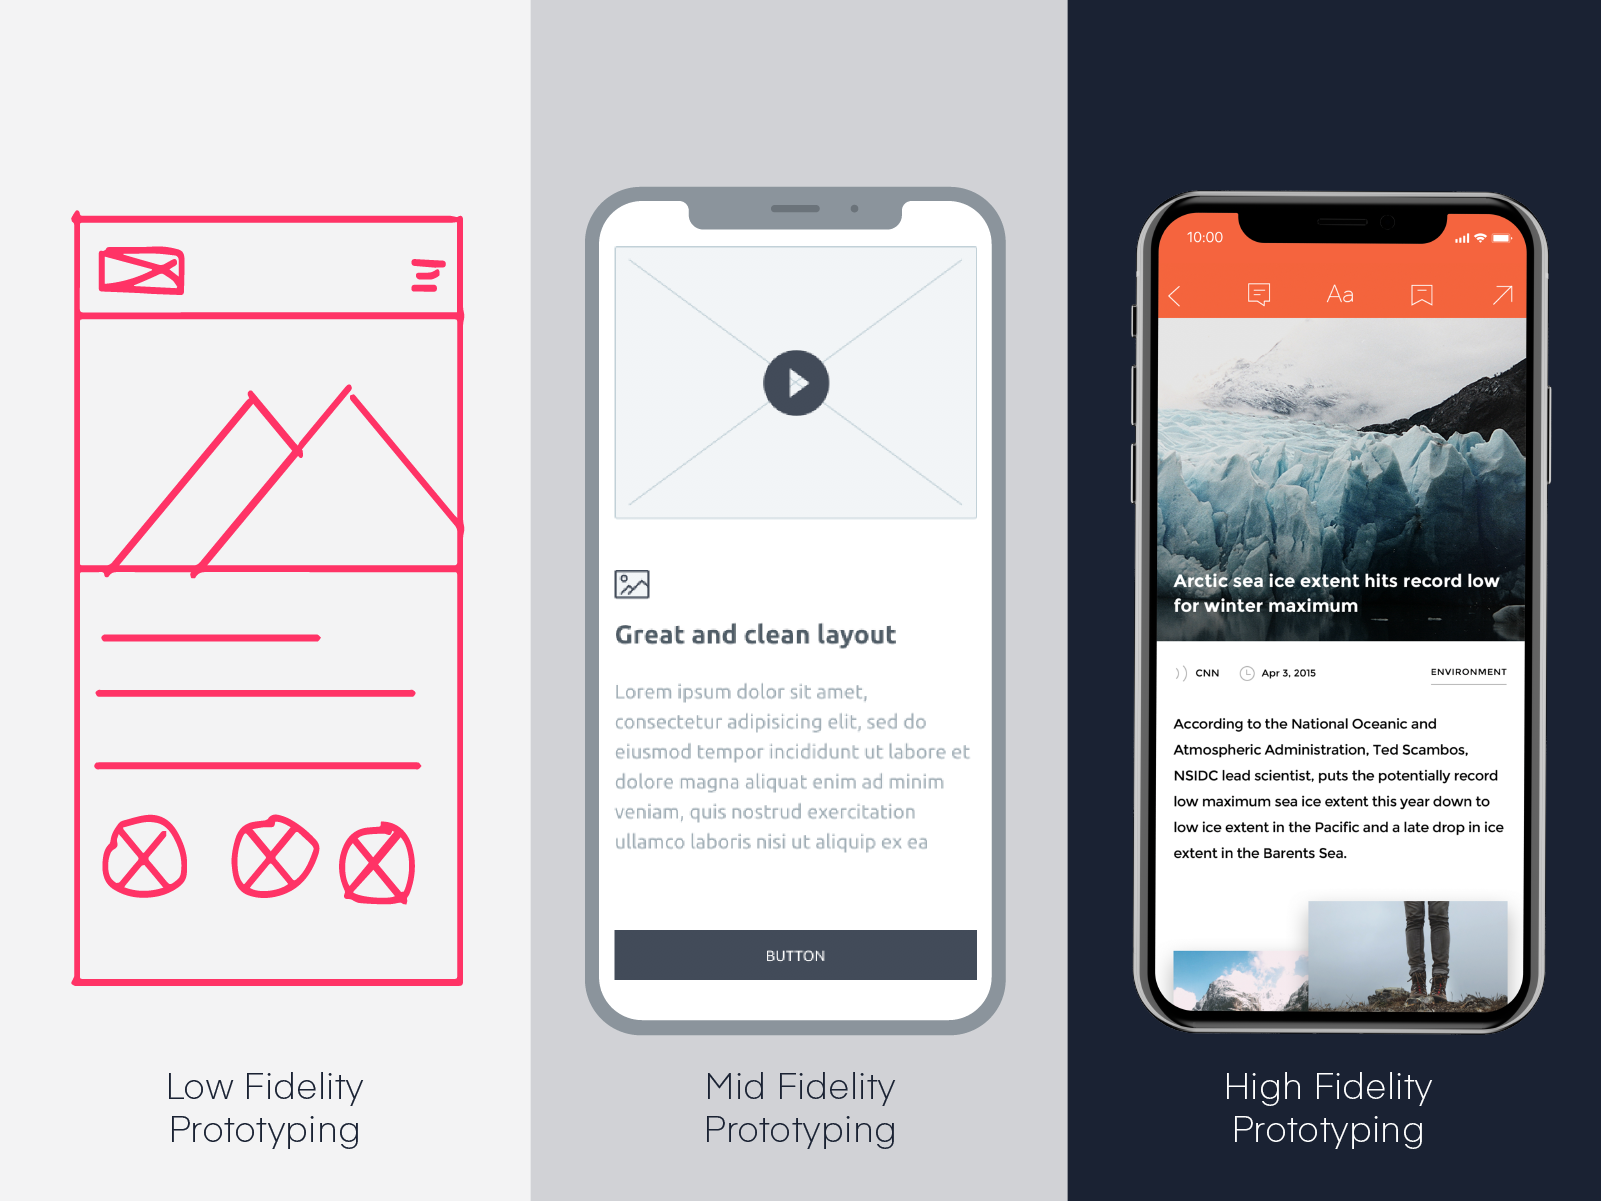 Low Fidelity
Prototyping
Great and clean layout
Lorem ipsum dolor sit amet,
consectetur adipisicing elit, sed do
eiusmod tempor incididunt ut labore et
dolore magna aliquat enim ad minim
veniam, quis nostrud exercitation
ullamco laboris nisi ut aliquip ex ea
BUTTON
Mid Fidelity
Prototyping
10:00
Aa
Arctic sea ice extent hits record low
for winter maximum
CNN Apr 3, 2015 ENVIRONMENT
According to the National Oceanic and
Atmospheric Administration, Ted Scambos,
NSIDC lead scientist, puts the potentially record
low maximum sea ice extent this year down to
low ice extent in the Pacific and a late drop in ice
extent in the Barents Sea.
High Fidelity
Prototyping